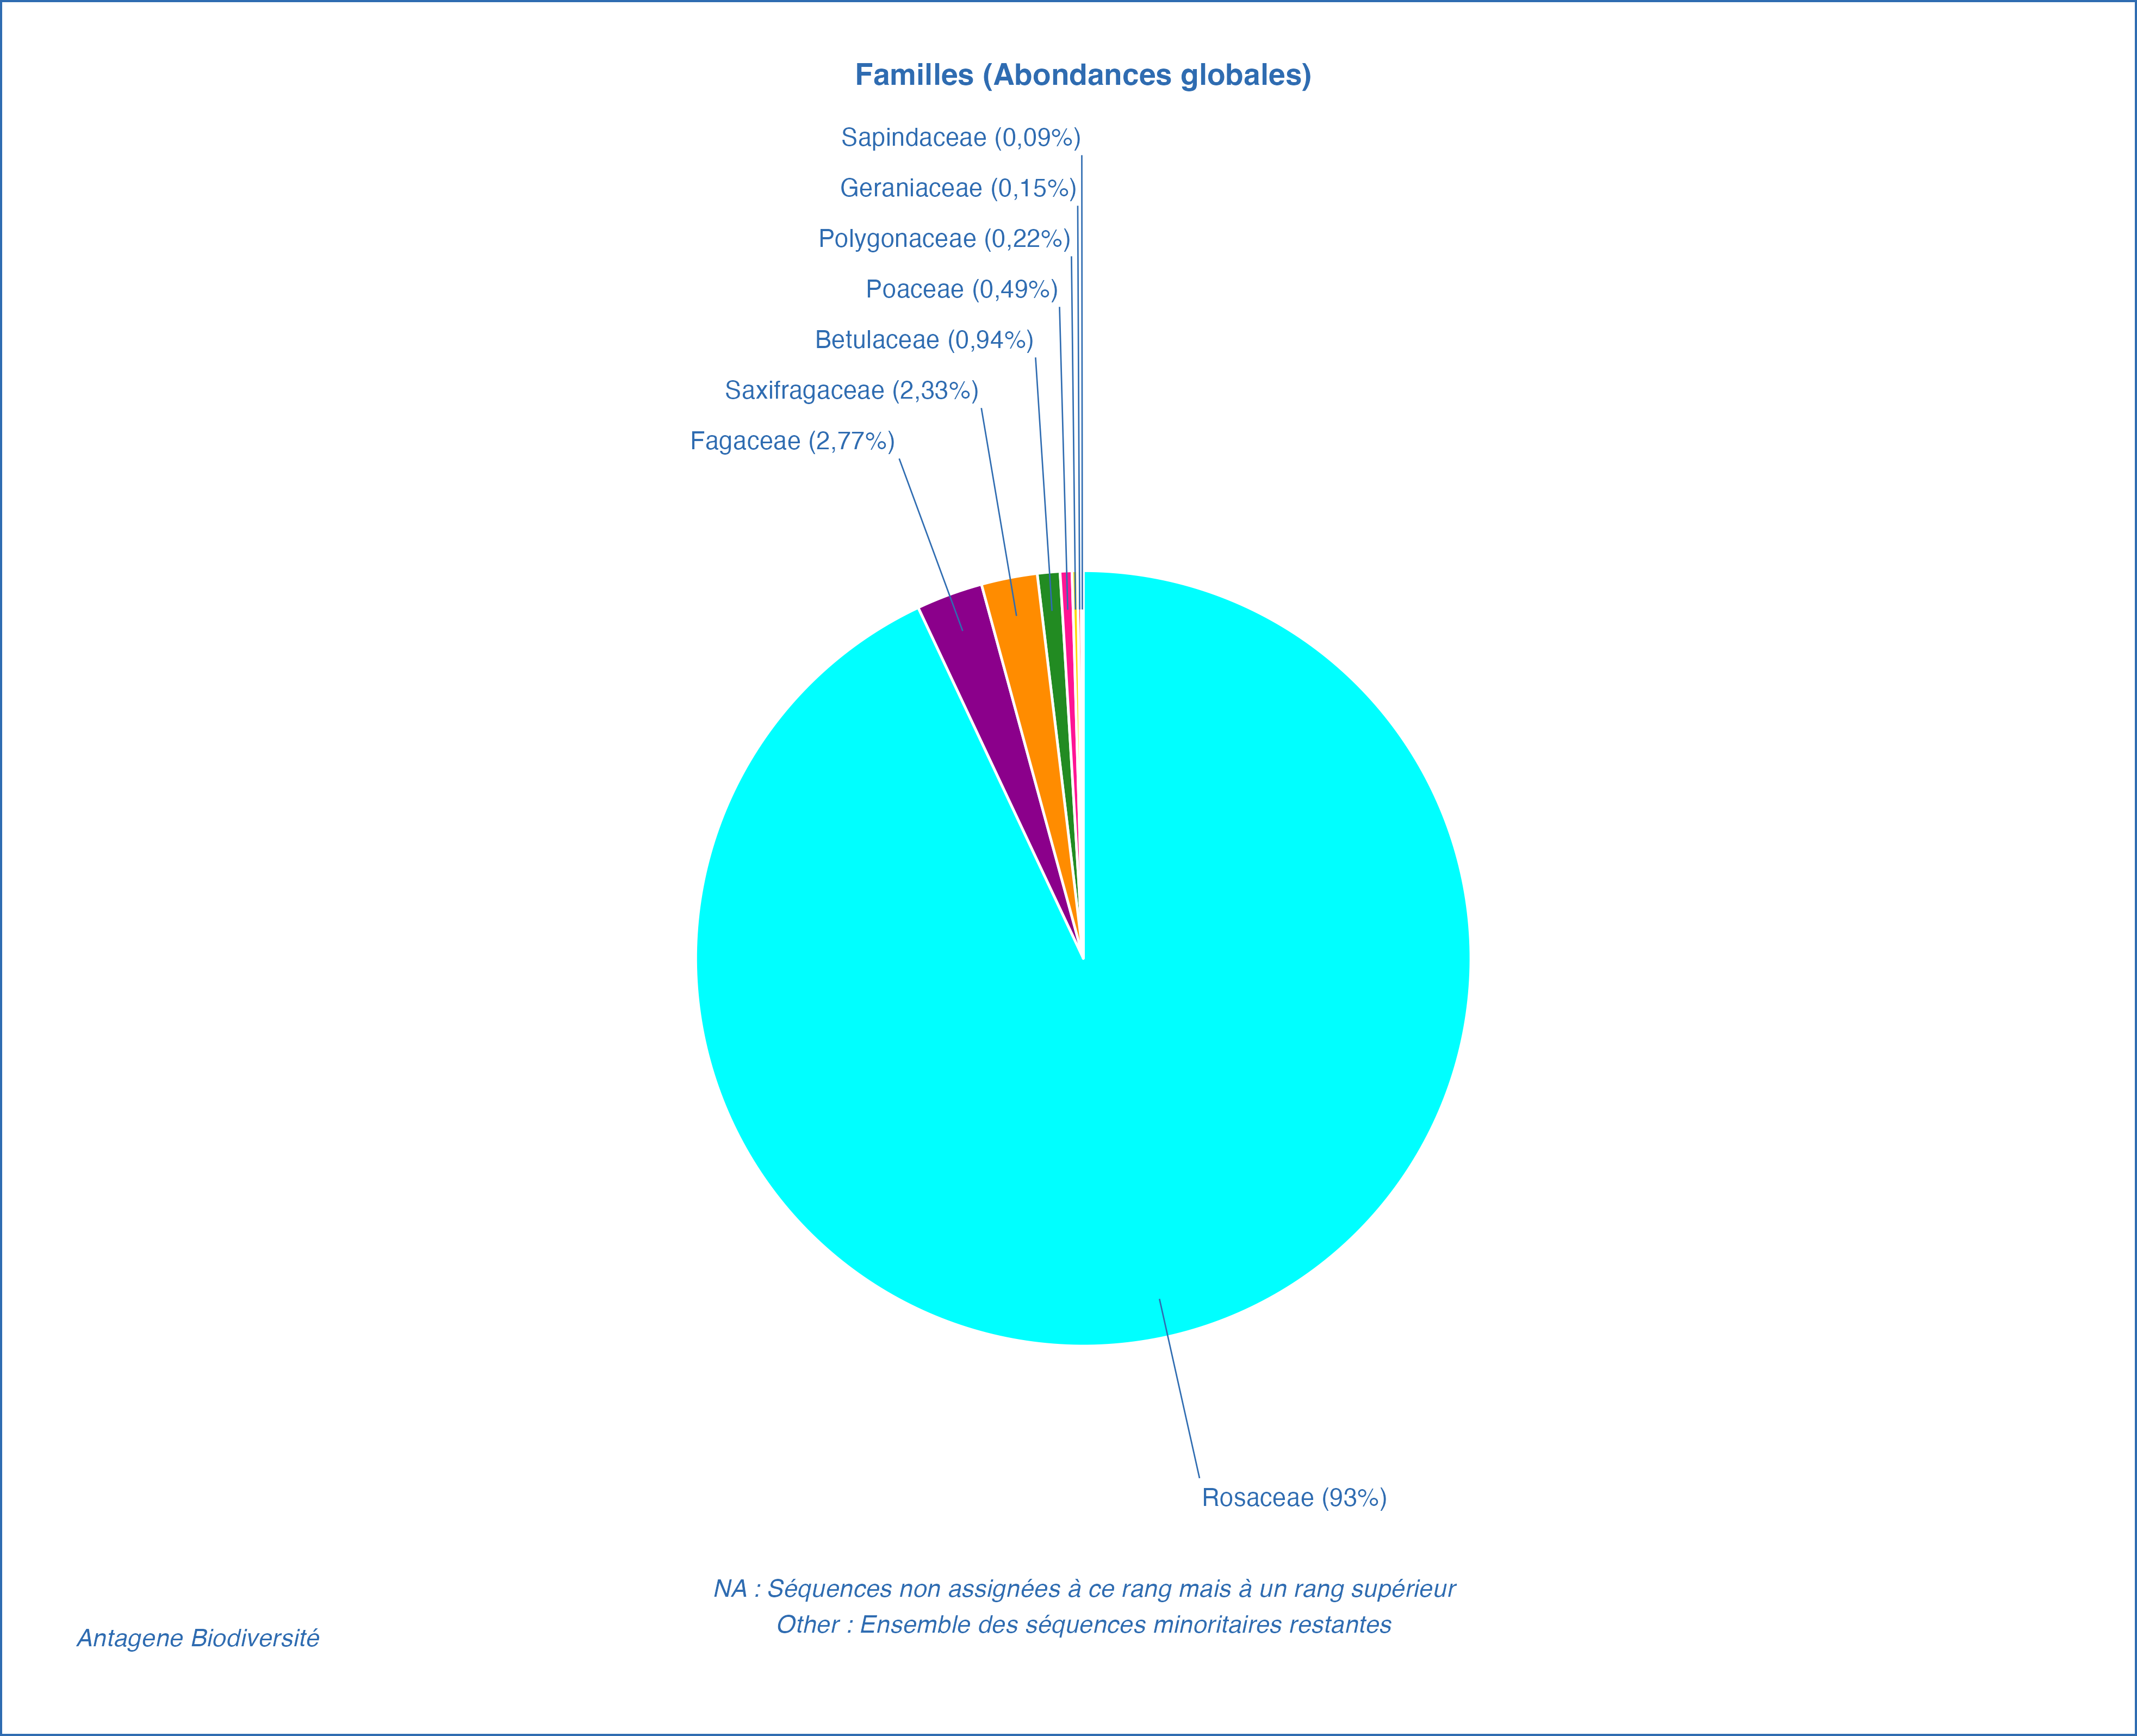 Familles (Abondances globales)
Sapindaceae (0,09%)
Geraniaceae (0,15%)
Polygonaceae (0,22%)
Poaceae (0,49%)
Betulaceae (0,94%)
Saxifragaceae (2,33%)
Fagaceae (2,77%)
Rosaceae (93%)
NA : Séquences non assignées à ce rang mais à un rang supérieur
Other : Ensemble des séquences minoritaires restantes
Antagene Biodiversité